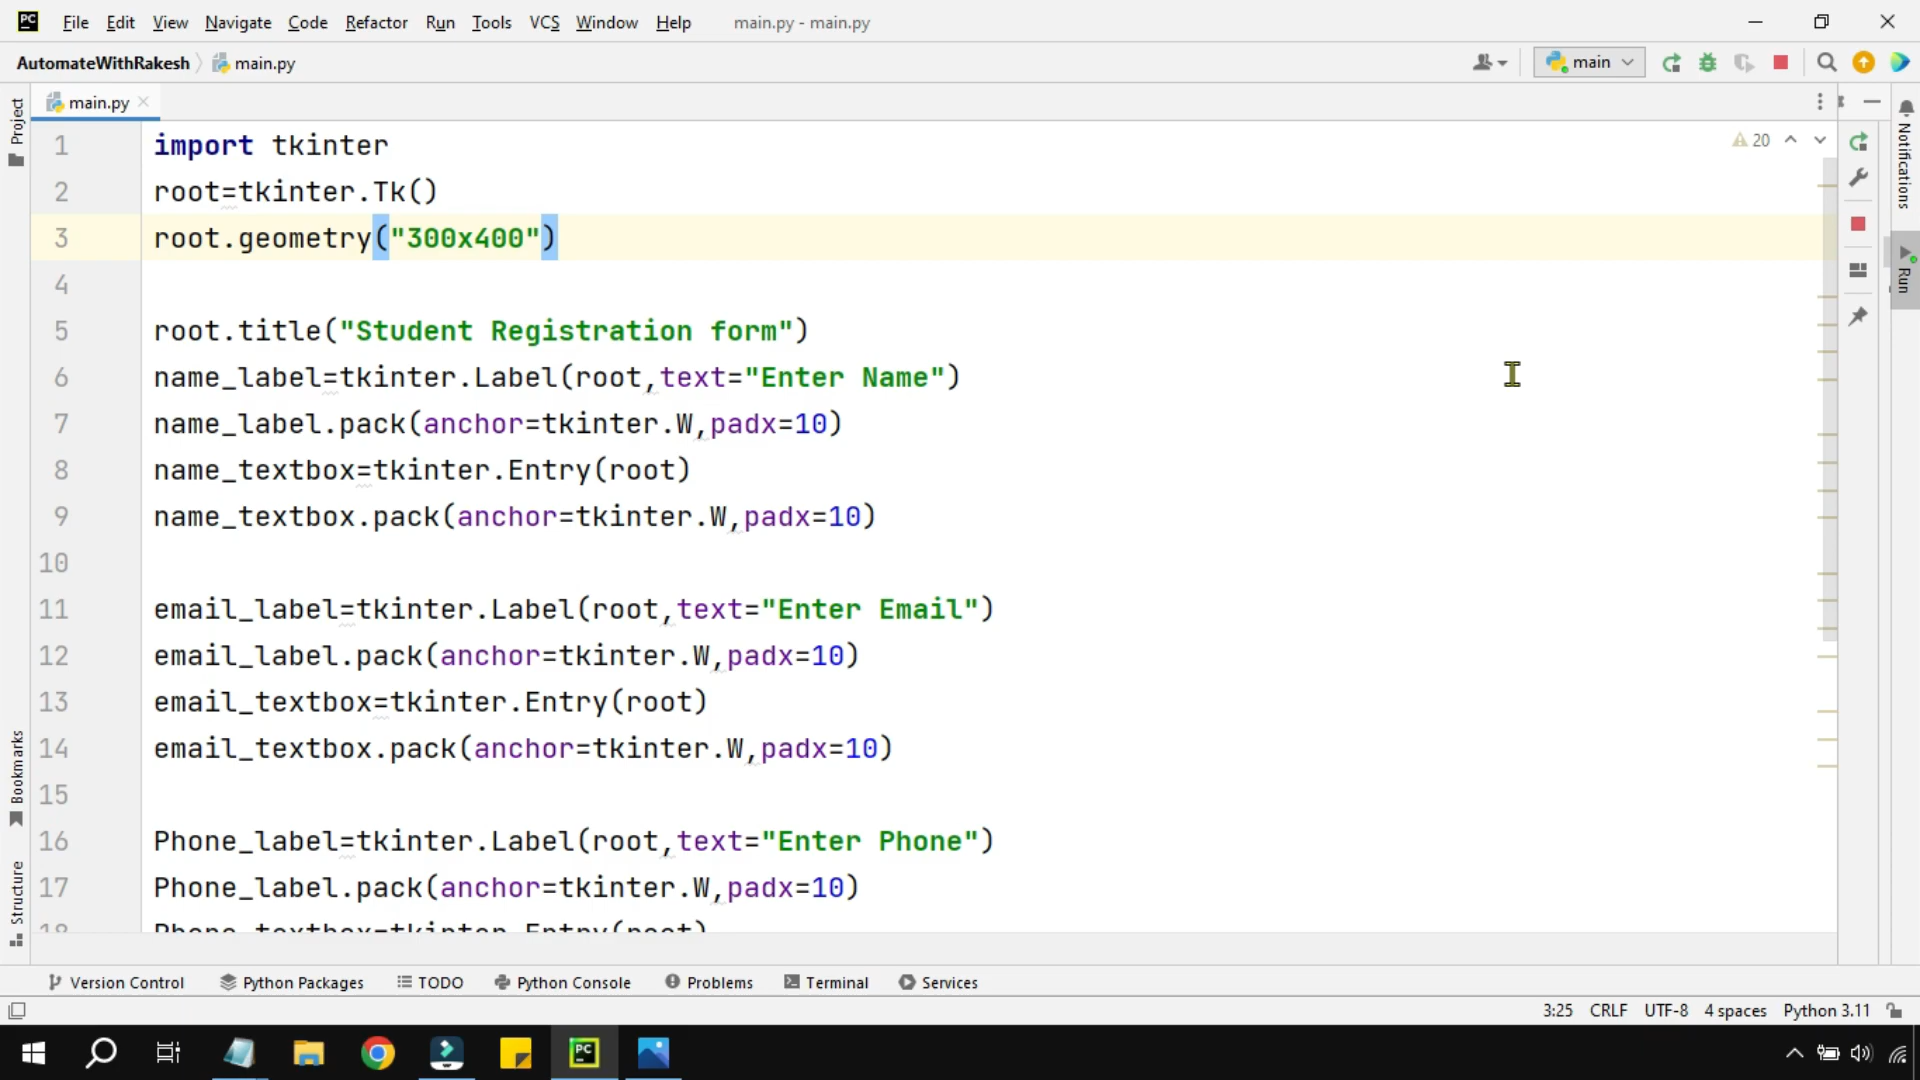 PC File Edit View Navigate Code Refactor Run Tools VCS Window Help main.py - main.py
AutomateWithRakesh main.py main
main.py
Project
Bookmarks
Structure
1 import tkinter
2 root=tkinter.Tk()
3 root.geometry("300x400")
4
5 root.title("Student Registration form")
6 name_label=tkinter.Label(root,text="Enter Name")
7 name_label.pack(anchor=tkinter.W,padx=10)
8 name_textbox=tkinter.Entry(root)
9 name_textbox.pack(anchor=tkinter.W,padx=10)
10
11 email_label=tkinter.Label(root,text="Enter Email")
12 email_label.pack(anchor=tkinter.W,padx=10)
13 email_textbox=tkinter.Entry(root)
14 email_textbox.pack(anchor=tkinter.W,padx=10)
15
16 Phone_label=tkinter.Label(root,text="Enter Phone")
17 Phone_label.pack(anchor=tkinter.W,padx=10)
18 Phone_textbox=tkinter.Entry(root)
20
Notifications
Run
Version Control Python Packages TODO Python Console Problems Terminal Services
3:25 CRLF UTF-8 4 spaces Python 3.11
PC